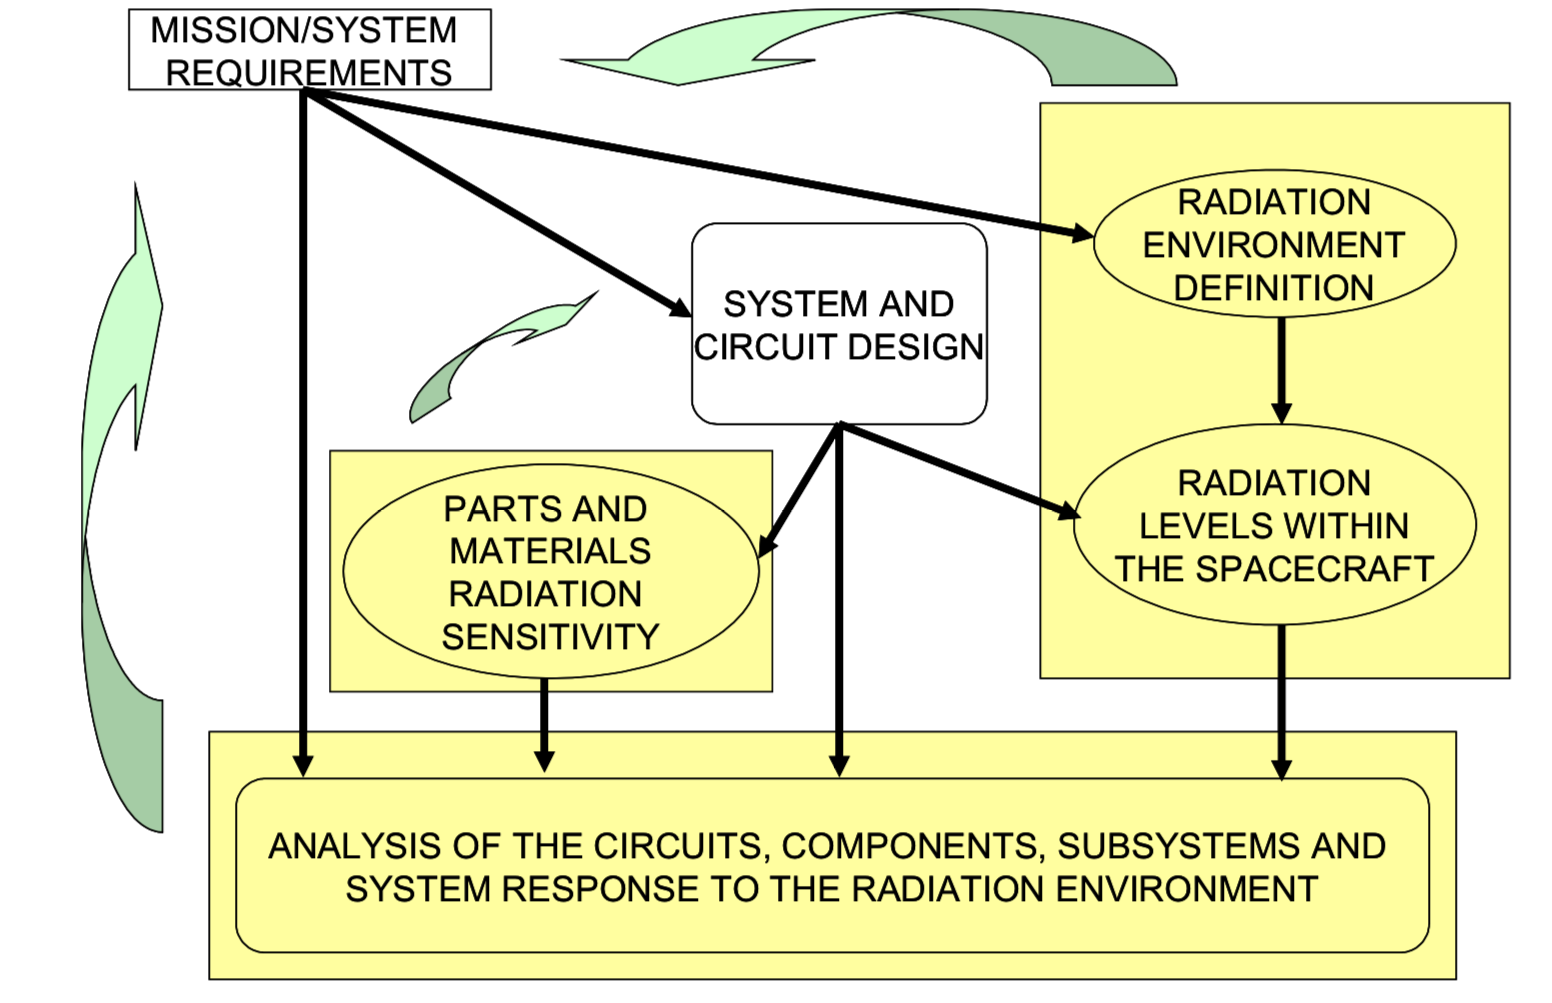 MISSION/SYSTEM
REQUIREMENTS
RADIATION
ENVIRONMENT
DEFINITION
SYSTEM AND
CIRCUIT DESIGN
PARTS AND
MATERIALS
RADIATION
SENSITIVITY
RADIATION
LEVELS WITHIN
THE SPACECRAFT
ANALYSIS OF THE CIRCUITS, COMPONENTS, SUBSYSTEMS AND
SYSTEM RESPONSE TO THE RADIATION ENVIRONMENT